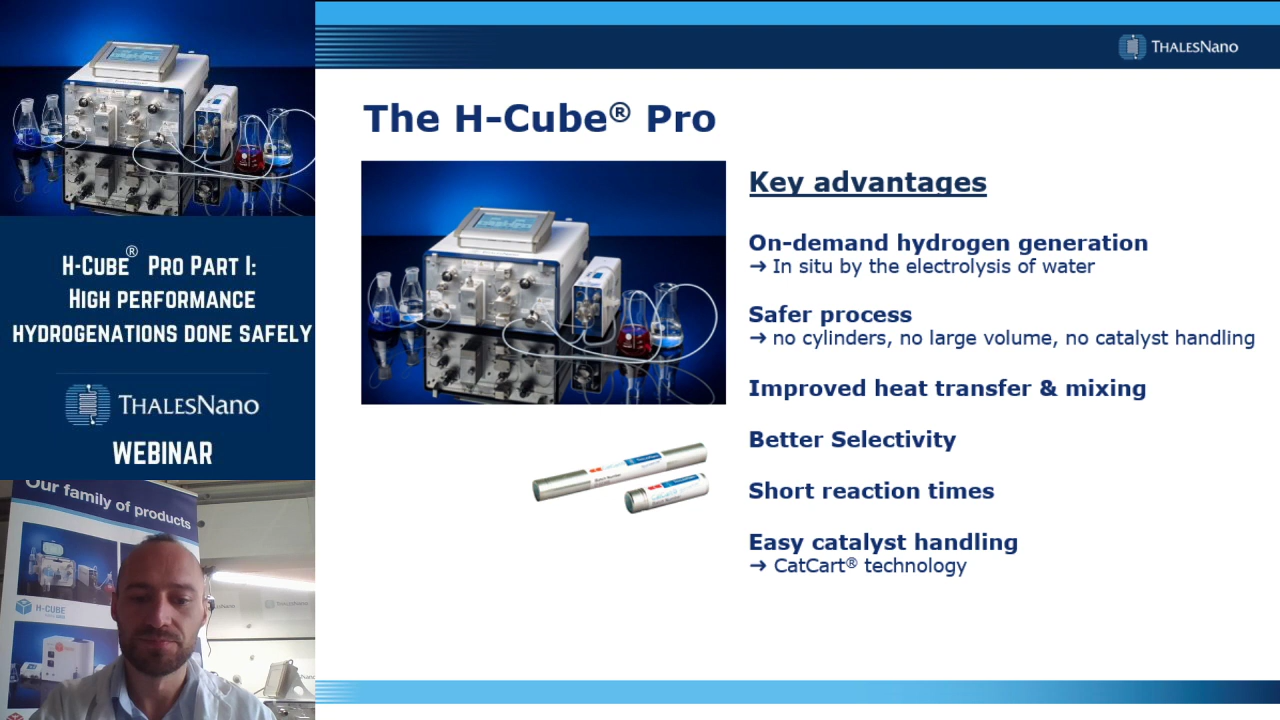 THALESNANO
The H-Cube® Pro
Key advantages
On-demand hydrogen generation
→ In situ by the electrolysis of water
Safer process
→ no cylinders, no large volume, no catalyst handling
Improved heat transfer & mixing
Better Selectivity
Short reaction times
Easy catalyst handling
→ CatCart® technology
H-CUBE® PRO PART I:
HIGH PERFORMANCE
HYDROGENATIONS DONE SAFELY
THALESNANO
WEBINAR
Our family of products
H-CUBE